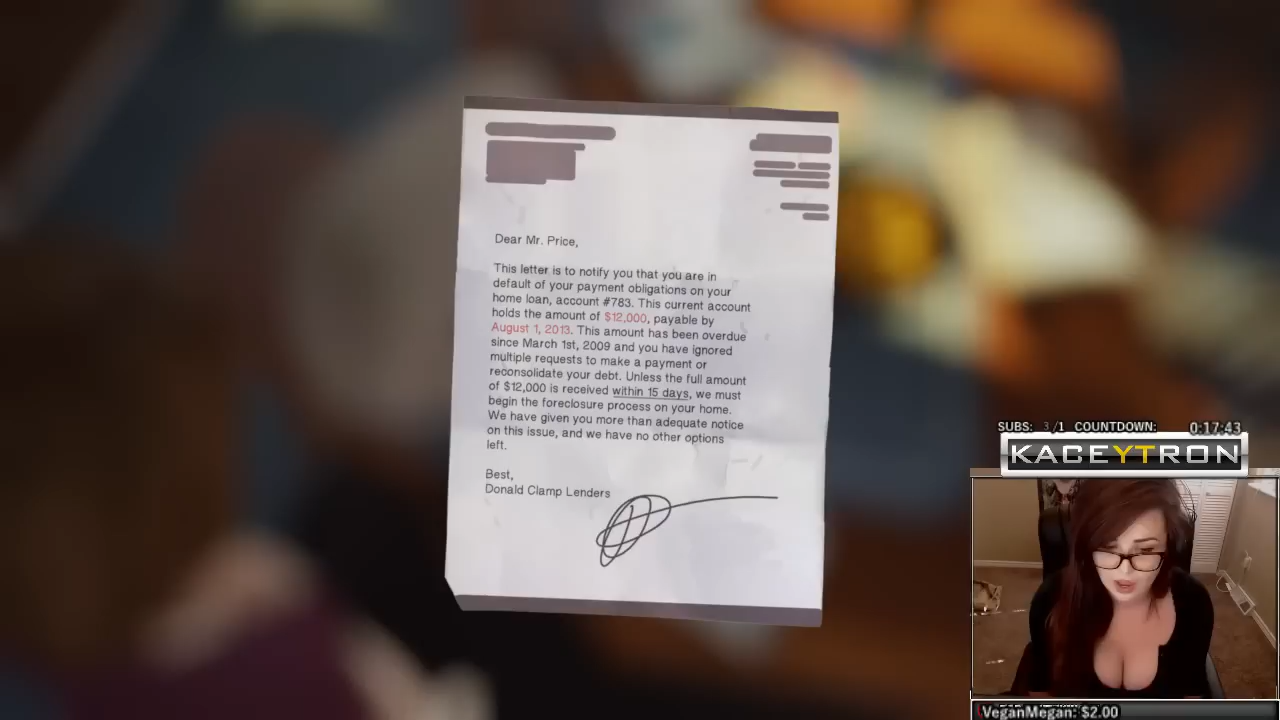 Dear Mr. Price,
This letter is to notify you that you are in
default of your payment obligations on your
home loan, account #783. This current account
holds the amount of $12,000, payable by
August 1, 2013. This amount has been overdue
since March 1st, 2009 and you have ignored
multiple requests to make a payment or
reconsolidate your debt. Unless the full amount
of $12,000 is received within 15 days, we must
begin the foreclosure process on your home.
We have given you more than adequate notice
on this issue, and we have no other options
left.
Best,
Donald Clamp Lenders
SUBS: 3 /1 COUNTDOWN: 0:17:43
KACEYTRON
VeganMegan: $2.00